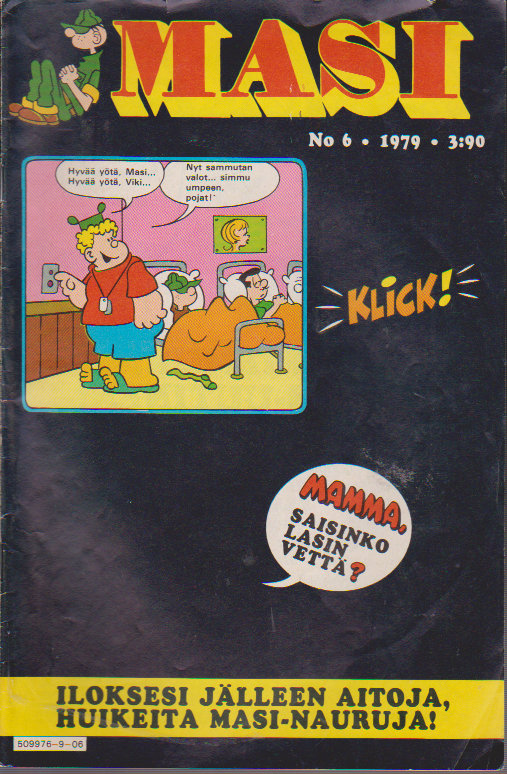 MASI
No 6 • 1979 • 3:90
Hyvää yötä, Masi...
Hyvää yötä, Viki...
Nyt sammutan
valot... simmu
umpeen,
pojat!"
KLICK!
MAMMA,
SAISINKO
LASIN
VETTÄ?
ILOKSESI JÄLLEEN AITOJA,
HUIKEITA MASI-NAURUJA!
509976-9-06